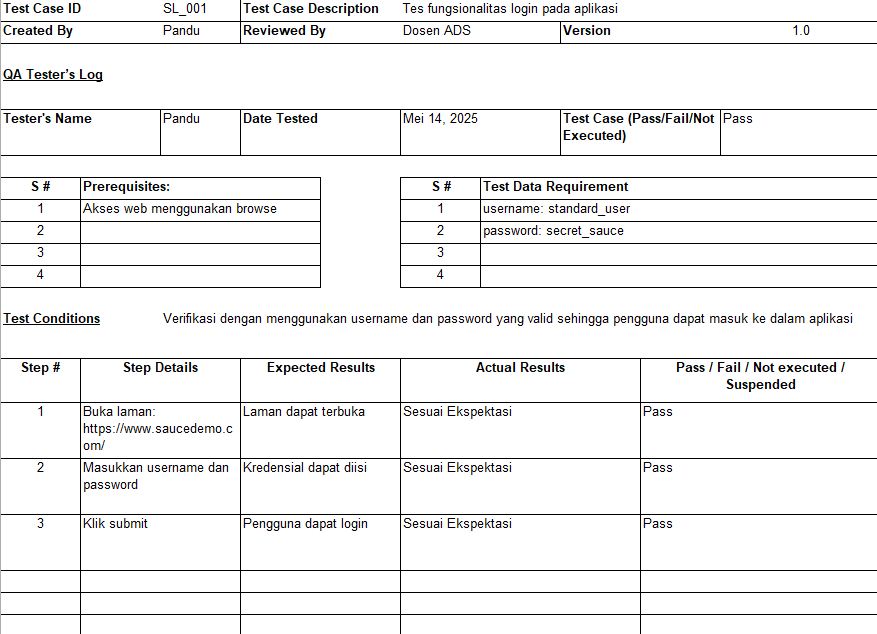 Test Case ID SL_001 Test Case Description Tes fungsionalitas login pada aplikasi
Created By Pandu Reviewed By Dosen ADS Version 1.0
QA Tester's Log
Tester's Name Pandu Date Tested Mei 14, 2025 Test Case (Pass/Fail/Not Pass
Executed)
S # Prerequisites: S # Test Data Requirement
1 Akses web menggunakan browse 1 username: standard_user
2 2 password: secret_sauce
3 3
4 4
Test Conditions Verifikasi dengan menggunakan username dan password yang valid sehingga pengguna dapat masuk ke dalam aplikasi
Step # Step Details Expected Results Actual Results Pass / Fail / Not executed /
Suspended
1 Buka laman: Laman dapat terbuka Sesuai Ekspektasi Pass
https://www.saucedemo.c
om/
2 Masukkan username dan Kredensial dapat diisi Sesuai Ekspektasi Pass
password
3 Klik submit Pengguna dapat login Sesuai Ekspektasi Pass